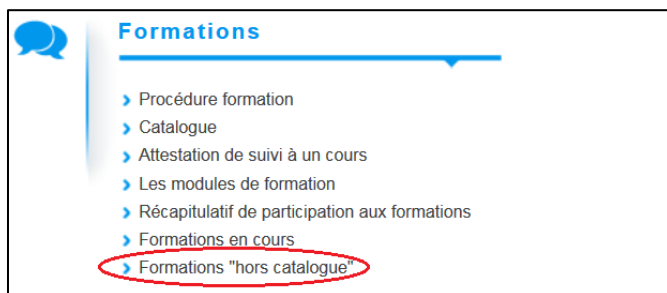 Formations
Procédure formation
Catalogue
Attestation de suivi à un cours
Les modules de formation
Récapitulatif de participation aux formations
Formations en cours
Formations "hors catalogue"